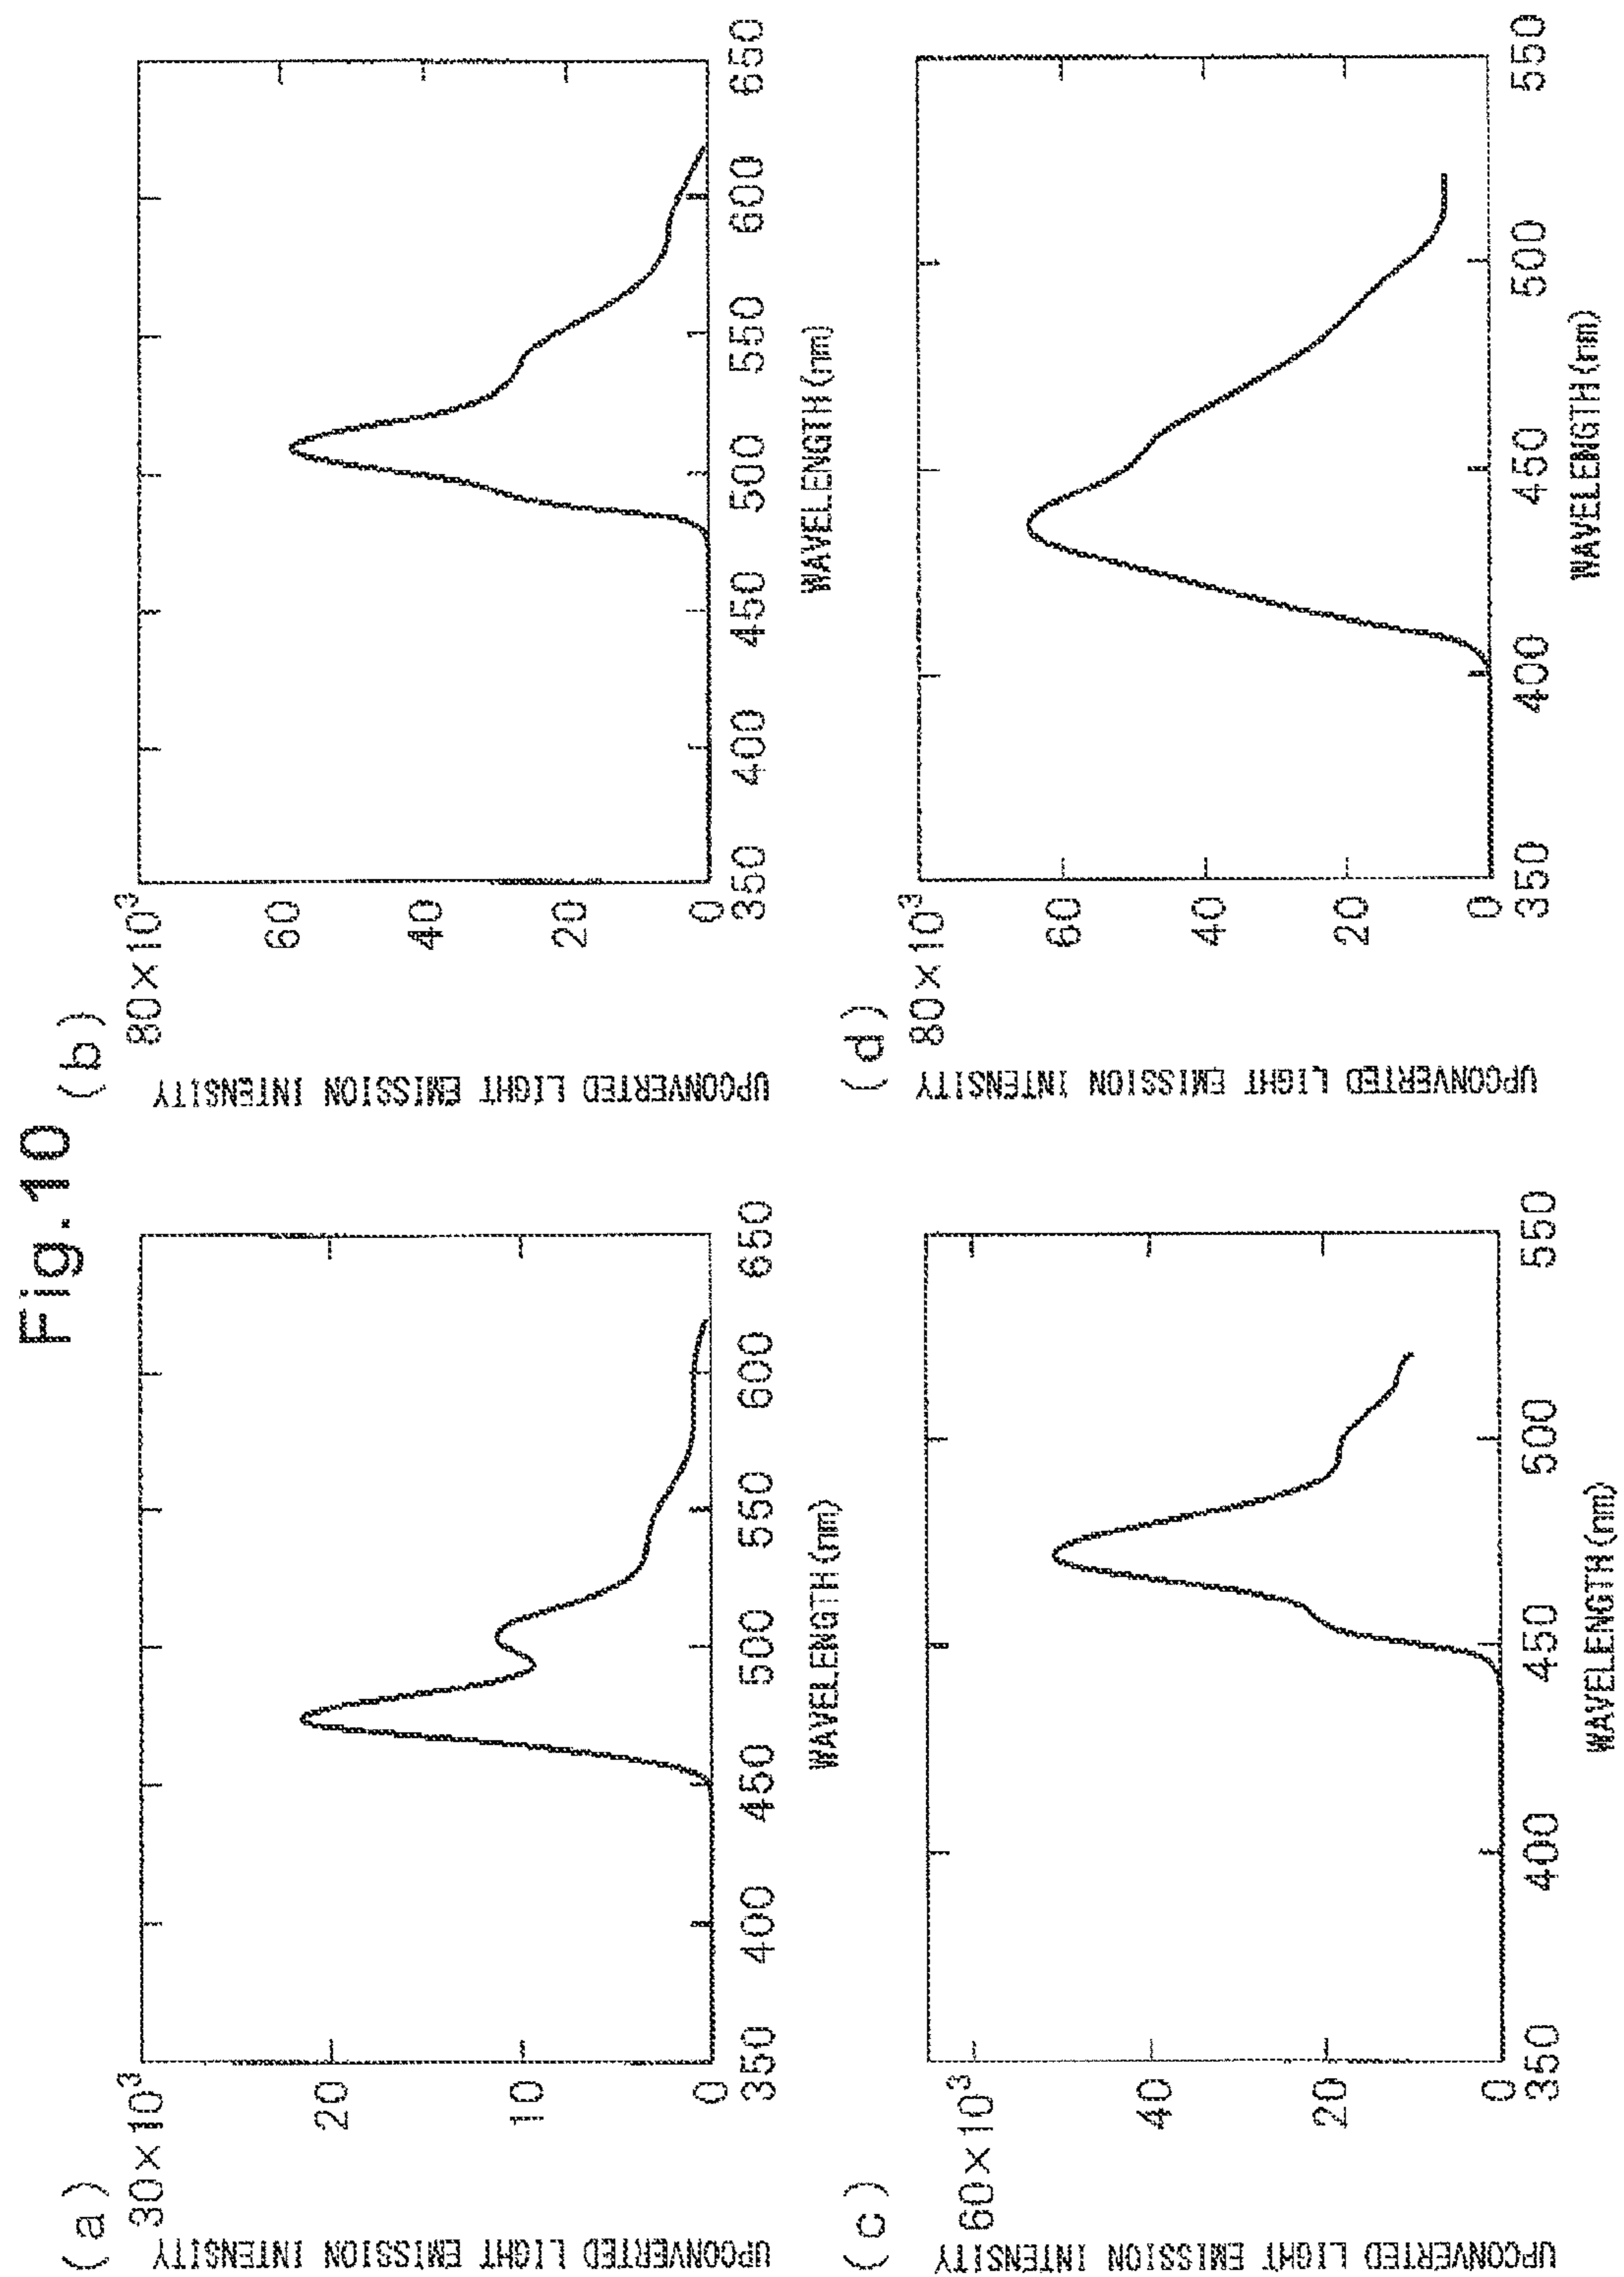 Fig.10
(a)
UPCONVERTED LIGHT EMISSION INTENSITY
30×10³
20
10
0
350 400 450 500 550 600 650
WAVELENGTH(nm)
(b)
UPCONVERTED LIGHT EMISSION INTENSITY
80×10³
60
40
20
0
350 400 450 500 550 600 650
WAVELENGTH(nm)
(c)
UPCONVERTED LIGHT EMISSION INTENSITY
60×10³
40
20
0
350 400 450 500 550
WAVELENGTH(nm)
(d)
UPCONVERTED LIGHT EMISSION INTENSITY
80×10³
60
40
20
0
350 400 450 500 550
WAVELENGTH(nm)